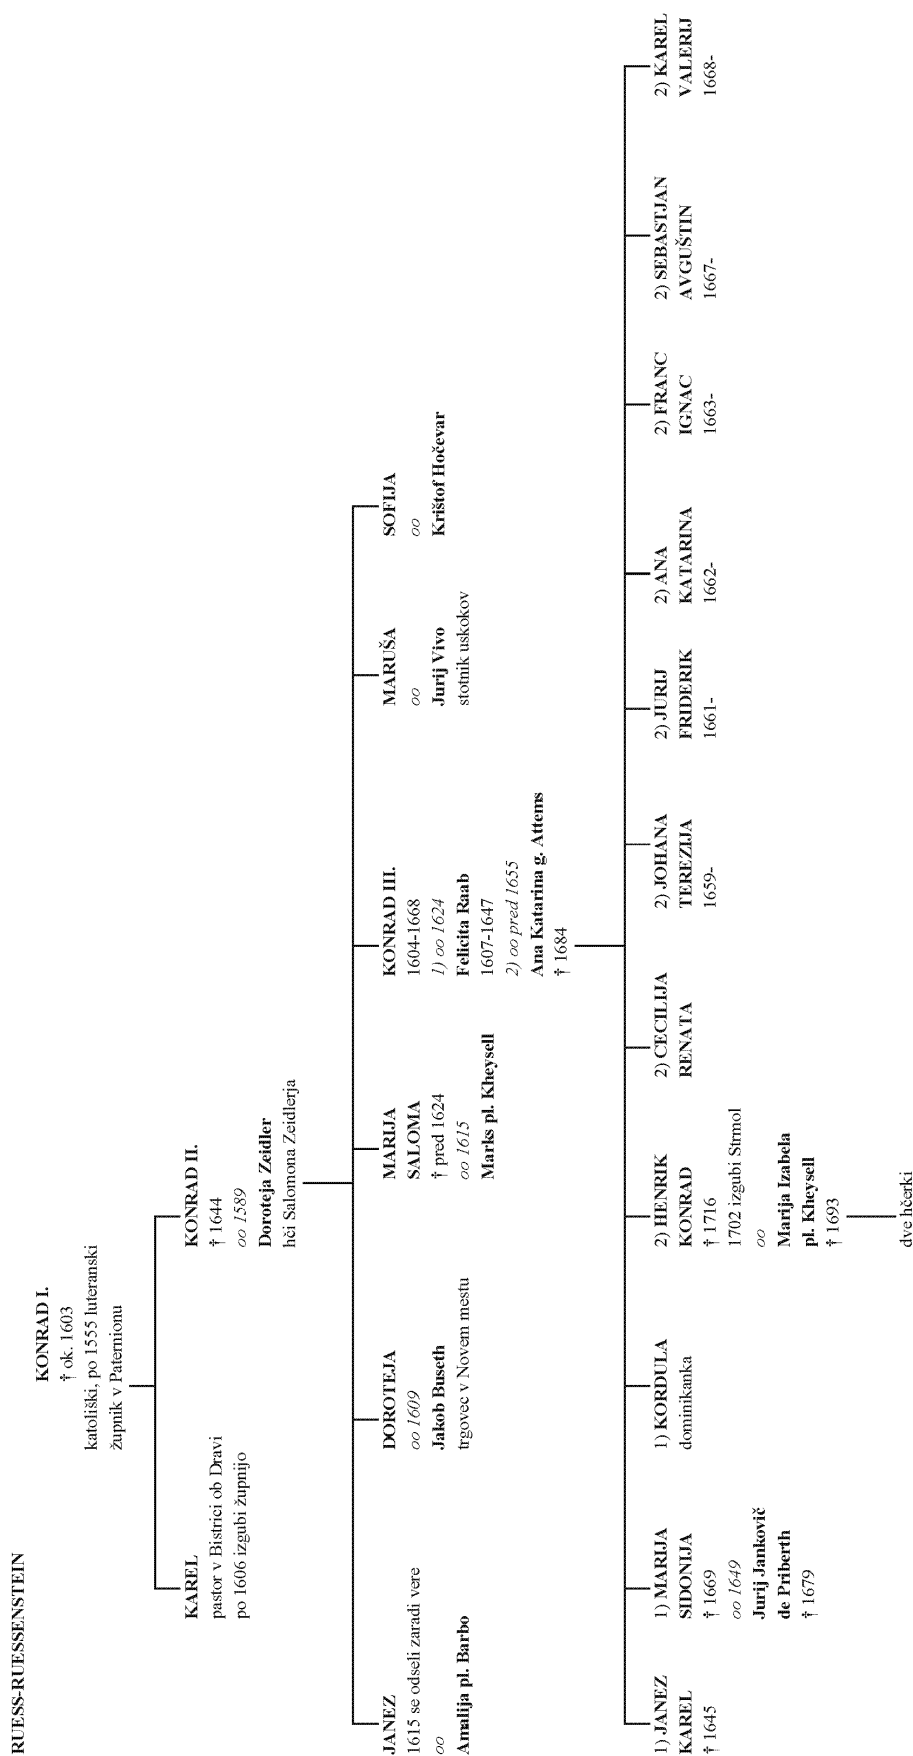 RUESS-RUESSENSTEIN
KONRAD I.
† ok. 1603
katoliški, po 1555 luteranski
župnik v Paternionu
KAREL
pastor v Bistrici ob Dravi
po 1606 izgubi župnijo
KONRAD II.
† 1644
oo 1589
Doroteja Zeidler
hči Salomona Zeidlerja
JANEZ
1615 se odseli zaradi vere
oo
Amalija pl. Barbo
DOROTEJA
oo 1609
Jakob Buseth
trgovec v Novem mestu
MARIJA
SALOMA
† pred 1624
oo 1615
Marks pl. Kheysell
KONRAD III.
1604-1668
1) oo 1624
Felicita Raab
1607-1647
2) oo pred 1655
Ana Katarina g. Attems
† 1684
MARUŠA
oo
Jurij Vivo
stotnik uskokov
SOFIJA
oo
Krištof Hočevar
1) JANEZ
KAREL
† 1645
1) MARIJA
SIDONIJA
† 1669
oo 1649
Jurij Jankovič
de Priberth
† 1679
1) KORDULA
dominikanka
2) HENRIK
KONRAD
† 1716
1702 izgubi Strmol
oo
Marija Izabela
pl. Kheysell
† 1693
dve hčerki
2) CECILIJA
RENATA
2) JOHANA
TEREZIJA
1659-
2) JURIJ
FRIDERIK
1661-
2) ANA
KATARINA
1662-
2) FRANC
IGNAC
1663-
2) SEBASTJAN
AVGUŠTIN
1667-
2) KAREL
VALERIJ
1668-